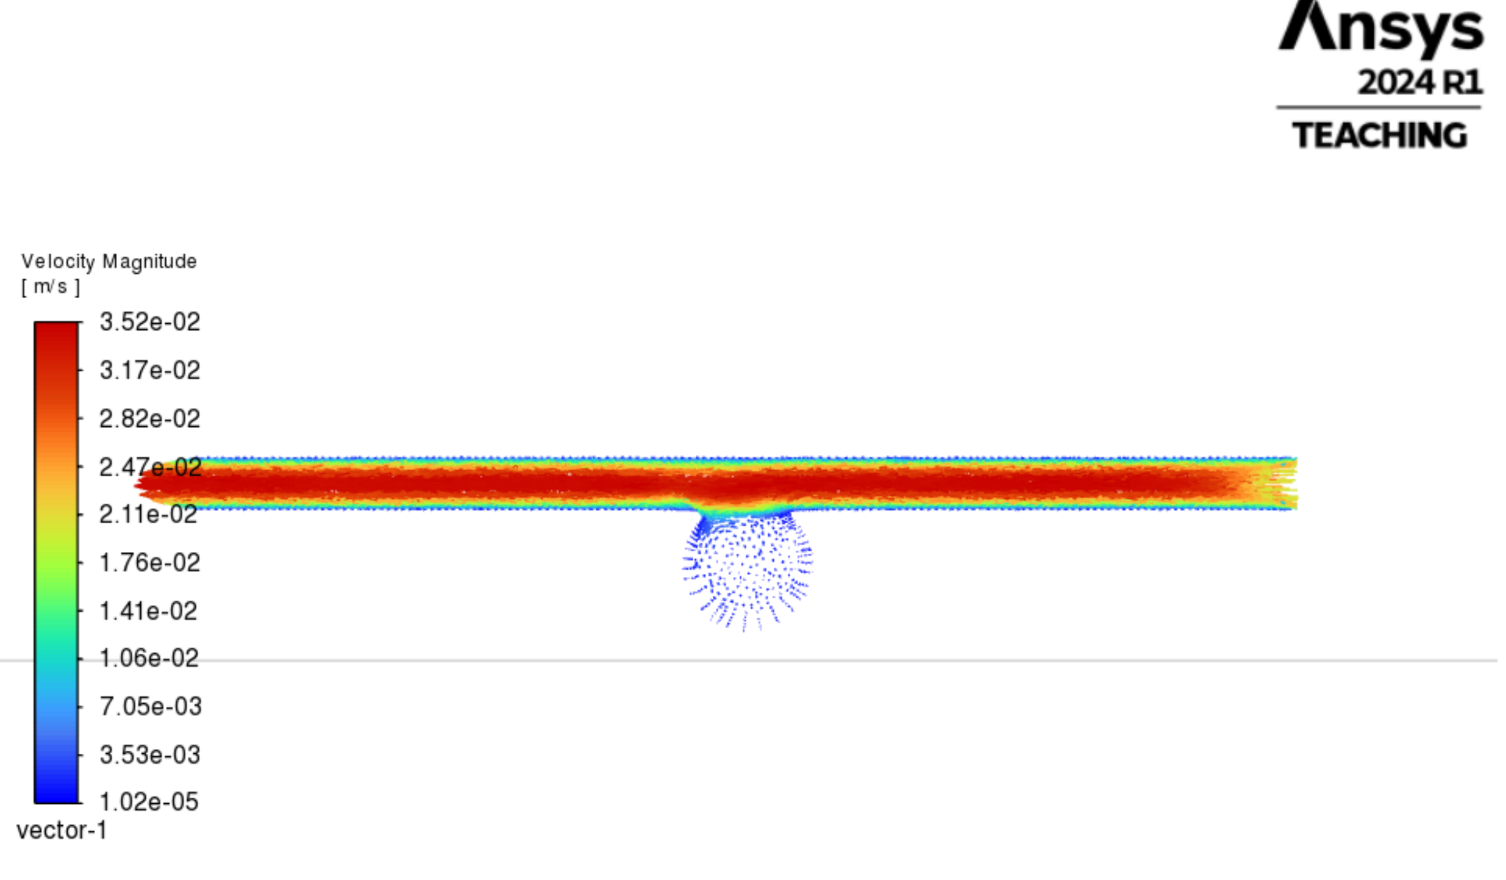 Ansys
2024 R1
TEACHING
Velocity Magnitude
[ m/s ]
3.52e-02
3.17e-02
2.82e-02
2.47e-02
2.11e-02
1.76e-02
1.41e-02
1.06e-02
7.05e-03
3.53e-03
1.02e-05
vector-1